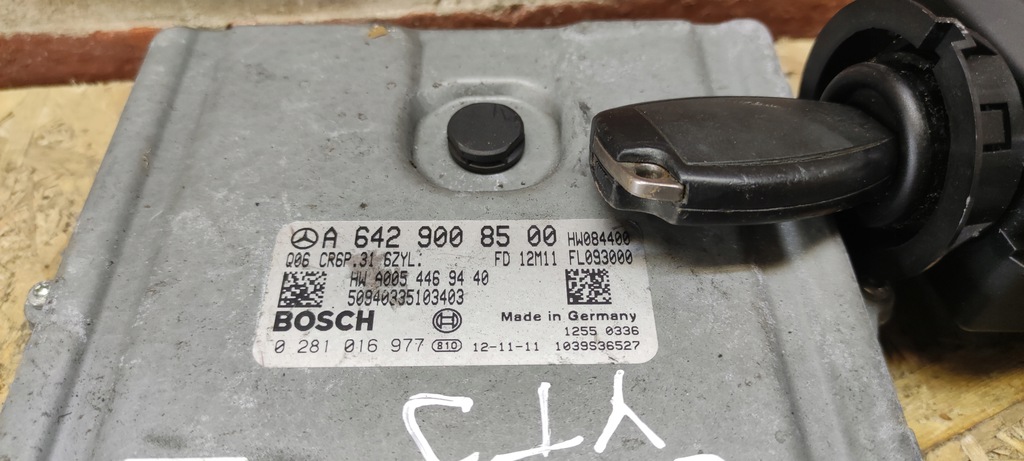 A 642 900 85 00 HW084400
Q06 CR6P.31 6ZYL. FD 12M11 FL093000
HW A005 446 94 40
50940335103403
BOSCH Made in Germany
1255 0336
0 281 016 977 810 12-11-11 1039S36527